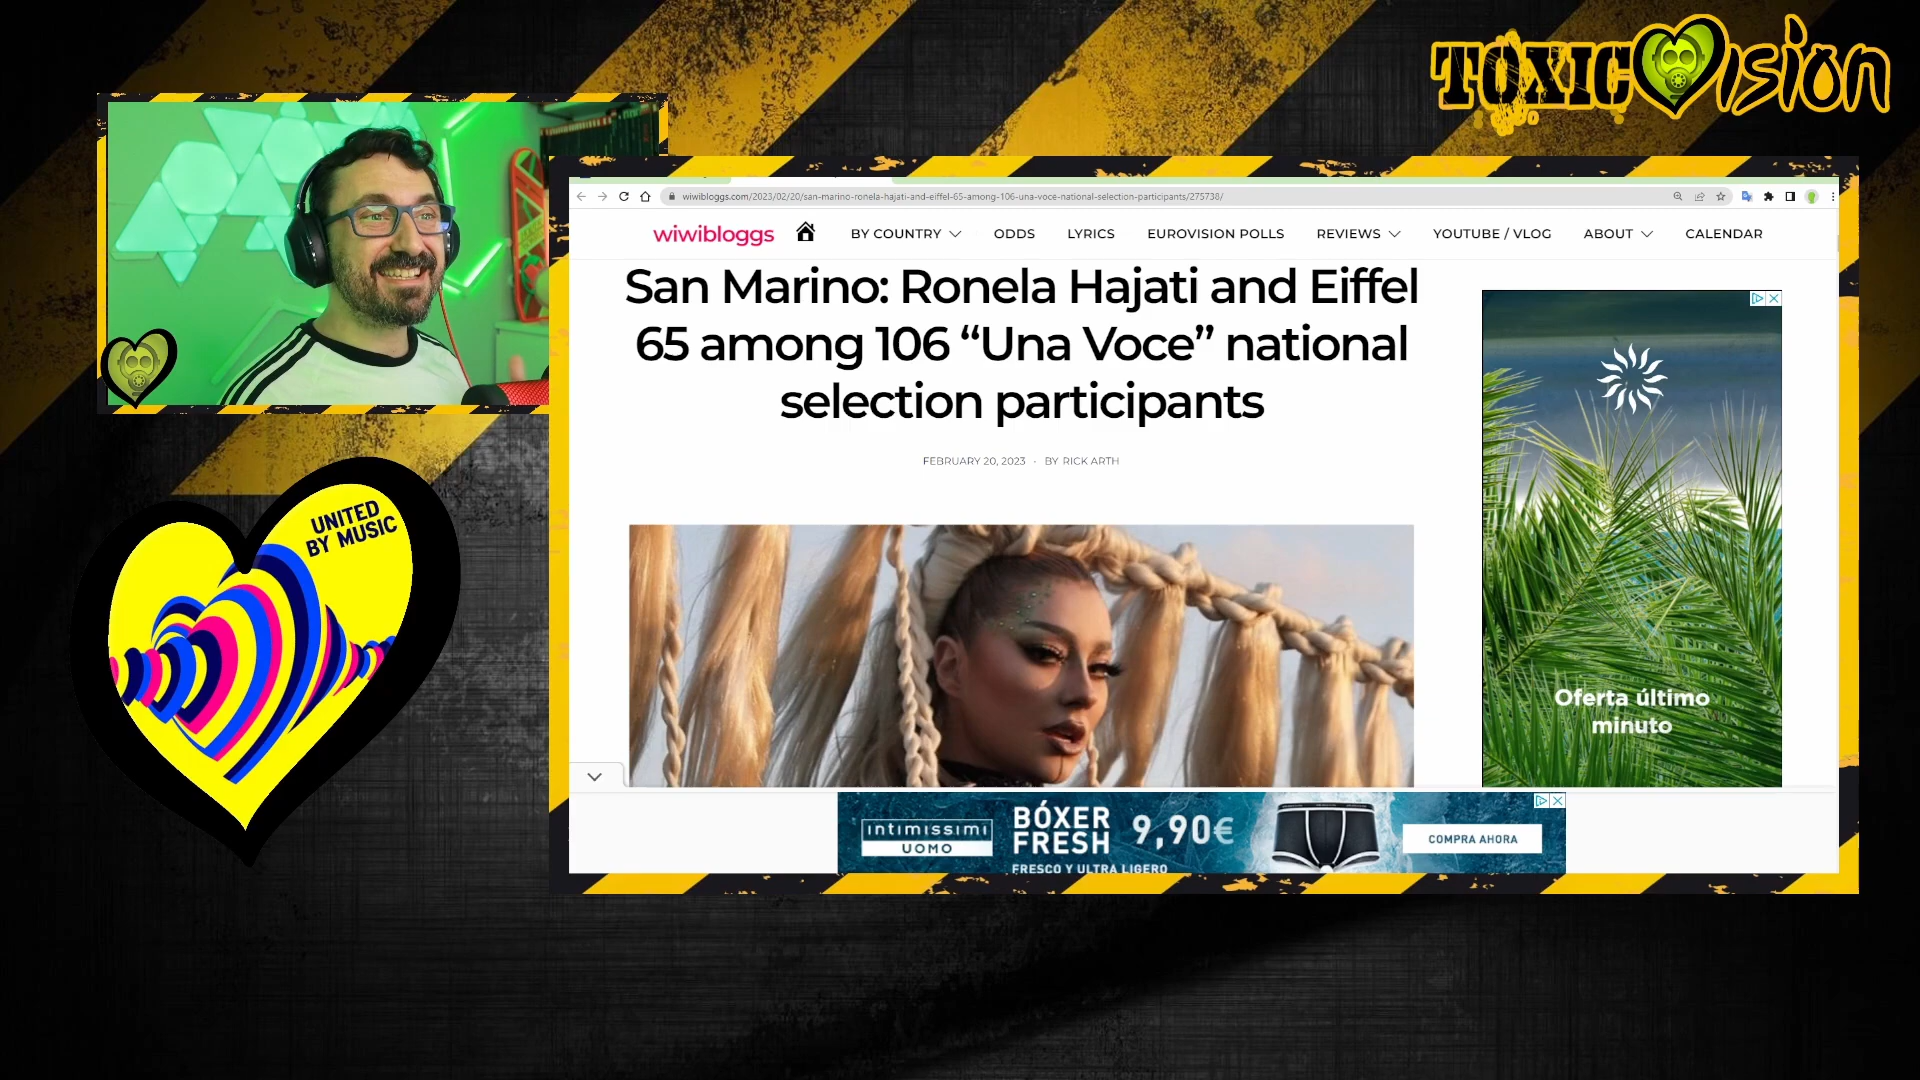 TOXIC VISION
wiwibloggs.com/2023/02/20/san-marino-ronela-hajati-and-eiffel-65-among-106-una-voce-national-selection-participants/275738/
wiwibloggs BY COUNTRY ODDS LYRICS EUROVISION POLLS REVIEWS YOUTUBE / VLOG ABOUT CALENDAR
San Marino: Ronela Hajati and Eiffel
65 among 106 “Una Voce” national
selection participants
FEBRUARY 20, 2023 - BY RICK ARTH
UNITED
BY MUSIC
Oferta último
minuto
intimissimi
UOMO
BÓXER
FRESH
9,90€
FRESCO Y ULTRA LIGERO
COMPRA AHORA